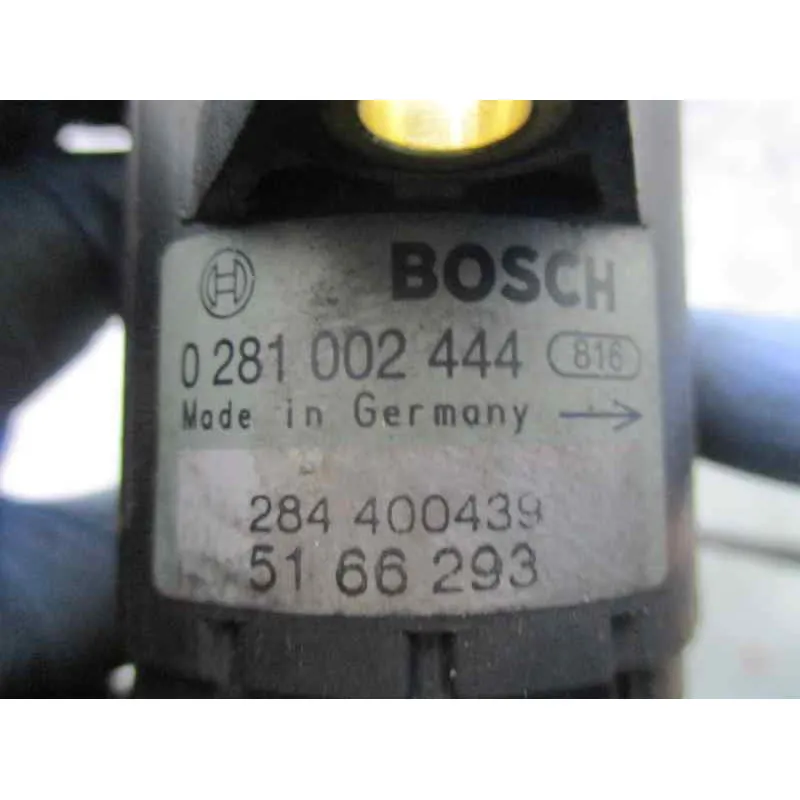 BOSCH
0 281 002 444 816
Made in Germany →
284 400439
51 66 293